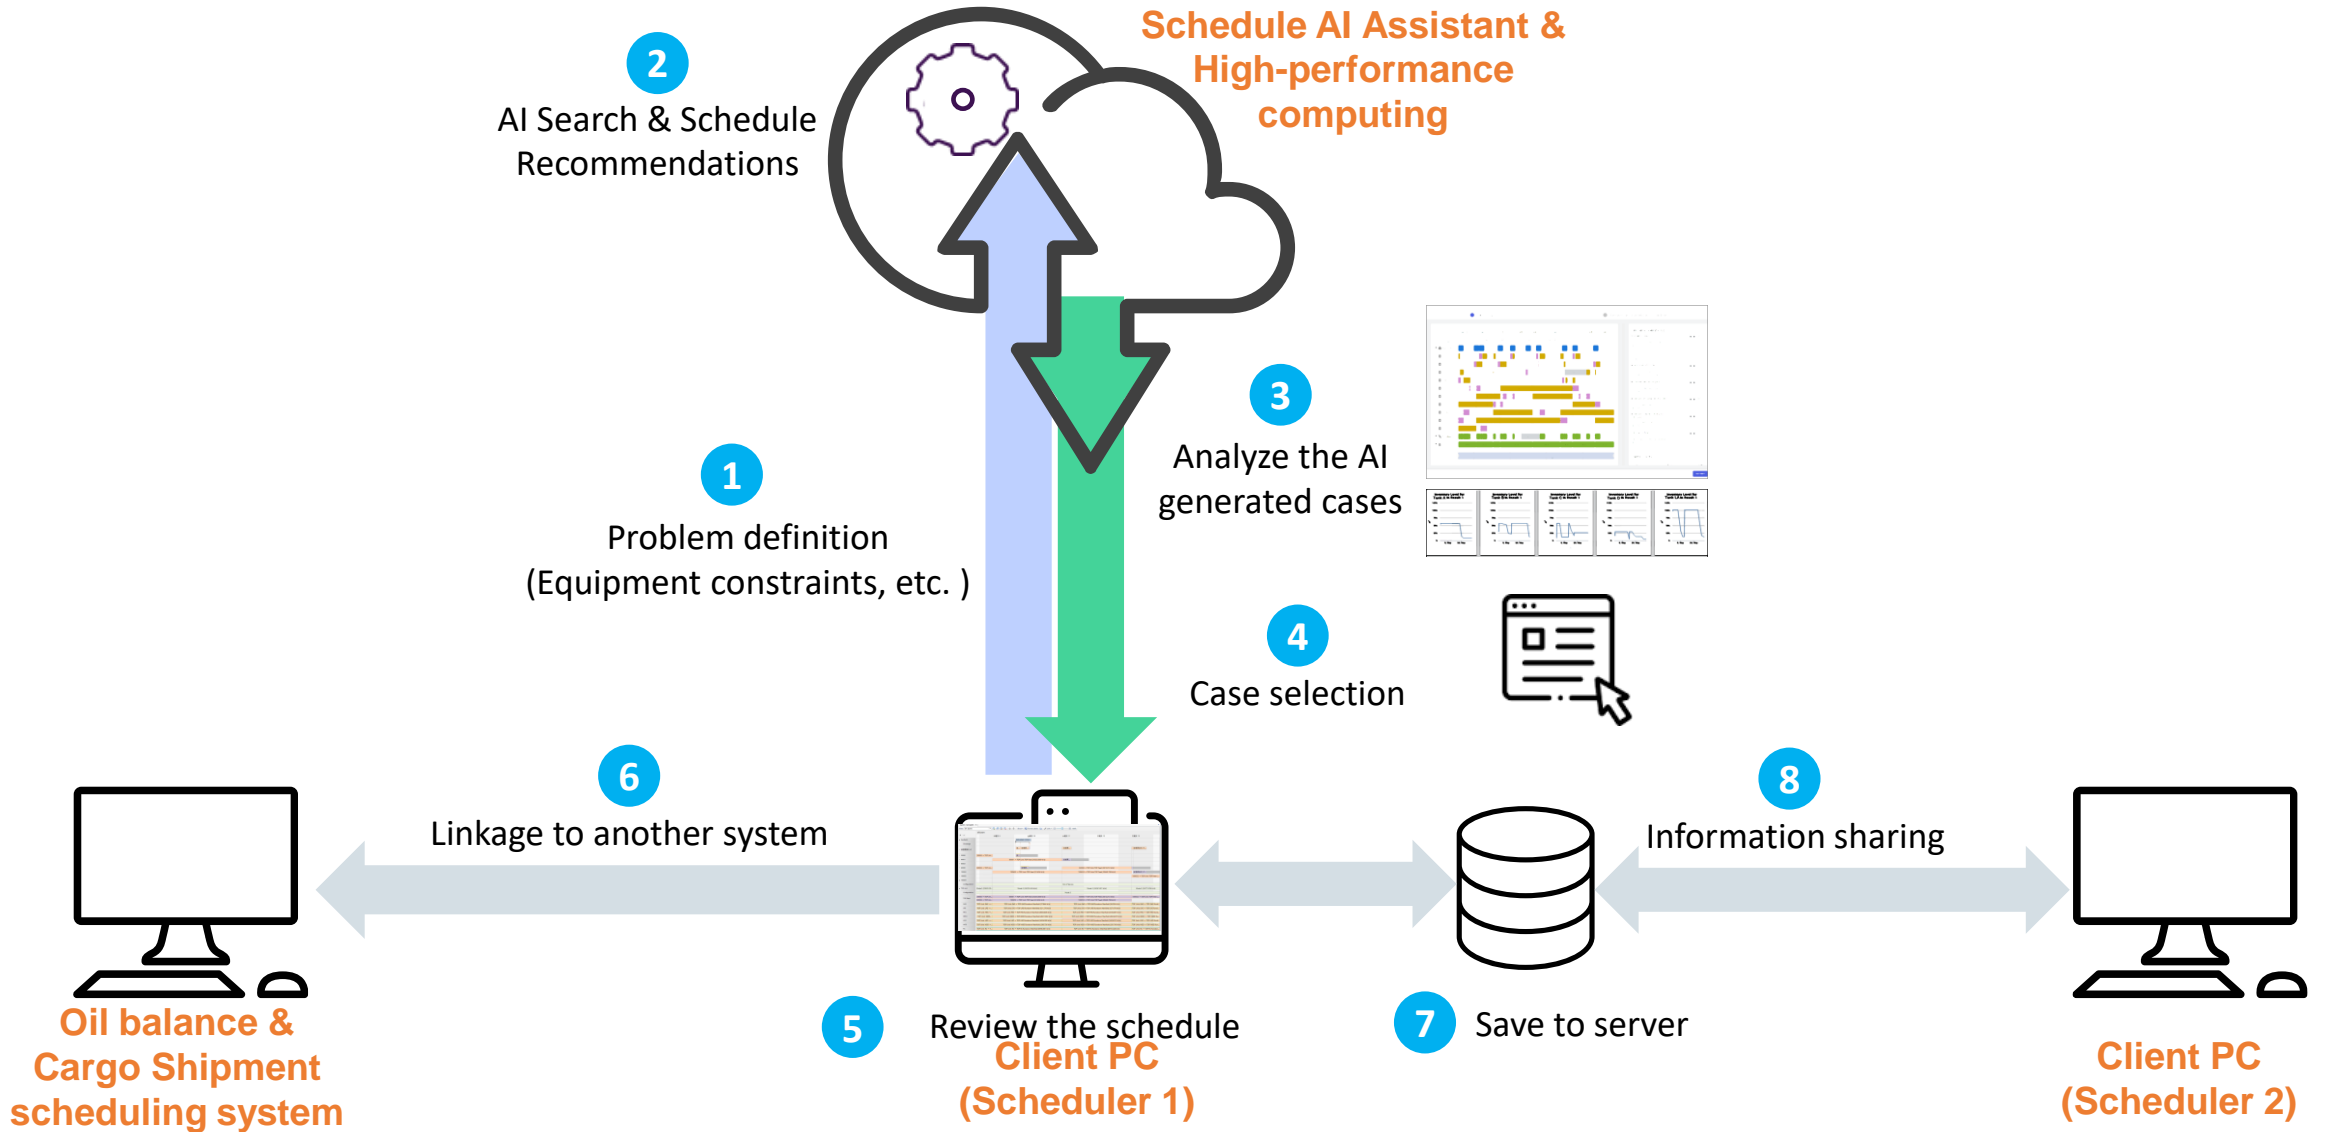 Schedule AI Assistant &
High-performance
computing
2
AI Search & Schedule
Recommendations
3
Analyze the AI
generated cases
1
Problem definition
(Equipment constraints, etc. )
4
Case selection
6
Linkage to another system
8
Information sharing
5
Review the schedule
7
Save to server
Oil balance &
Cargo Shipment
scheduling system
Client PC
(Scheduler 1)
Client PC
(Scheduler 2)